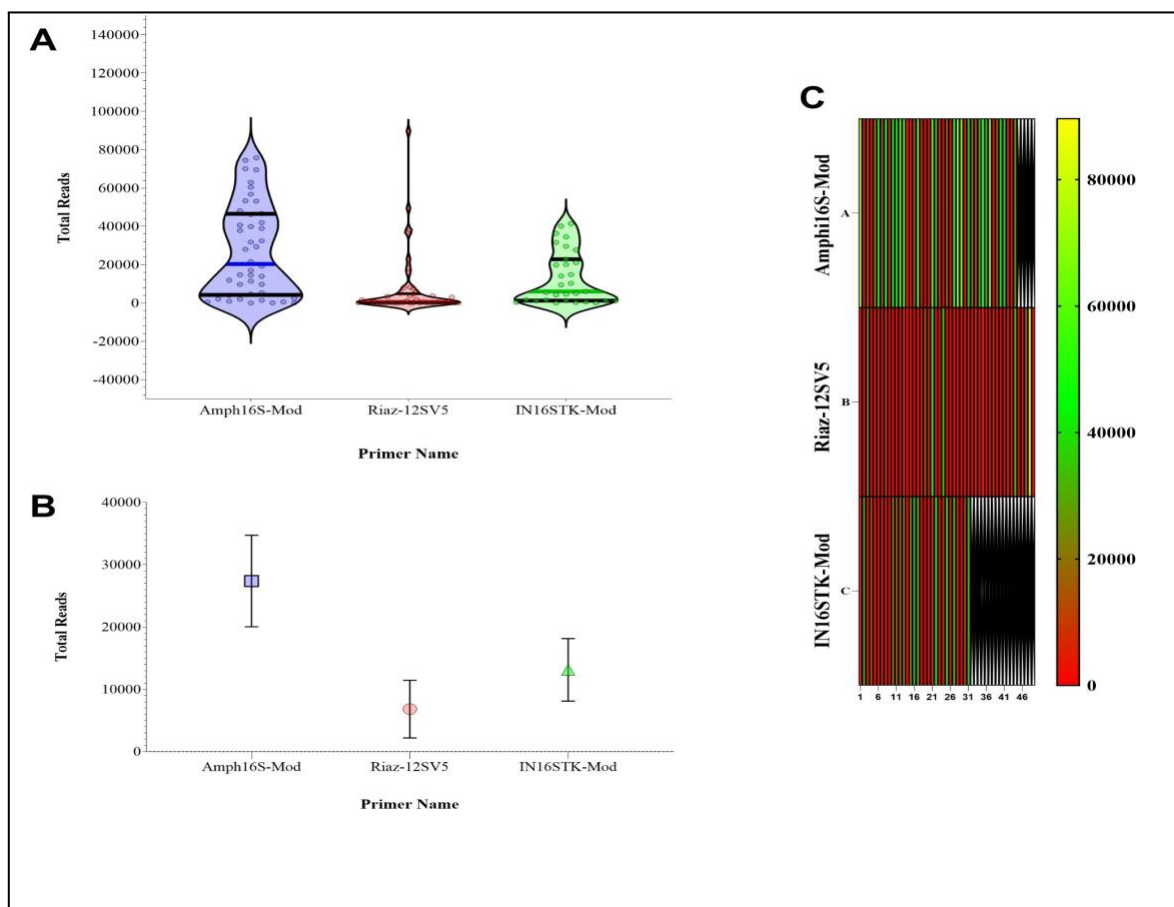 A
140000
120000
100000
80000
60000
40000
20000
0
-20000
-40000
Total Reads
Amph16S-Mod Riaz-12SV5 IN16STK-Mod
Primer Name
B
40000
30000
20000
10000
0
Total Reads
Amph16S-Mod Riaz-12SV5 IN16STK-Mod
Primer Name
C
Amphi16S-Mod
A
Riaz-12SV5
B
IN16STK-Mod
C
1 6 11 16 21 26 31 36 41 46
80000
60000
40000
20000
0